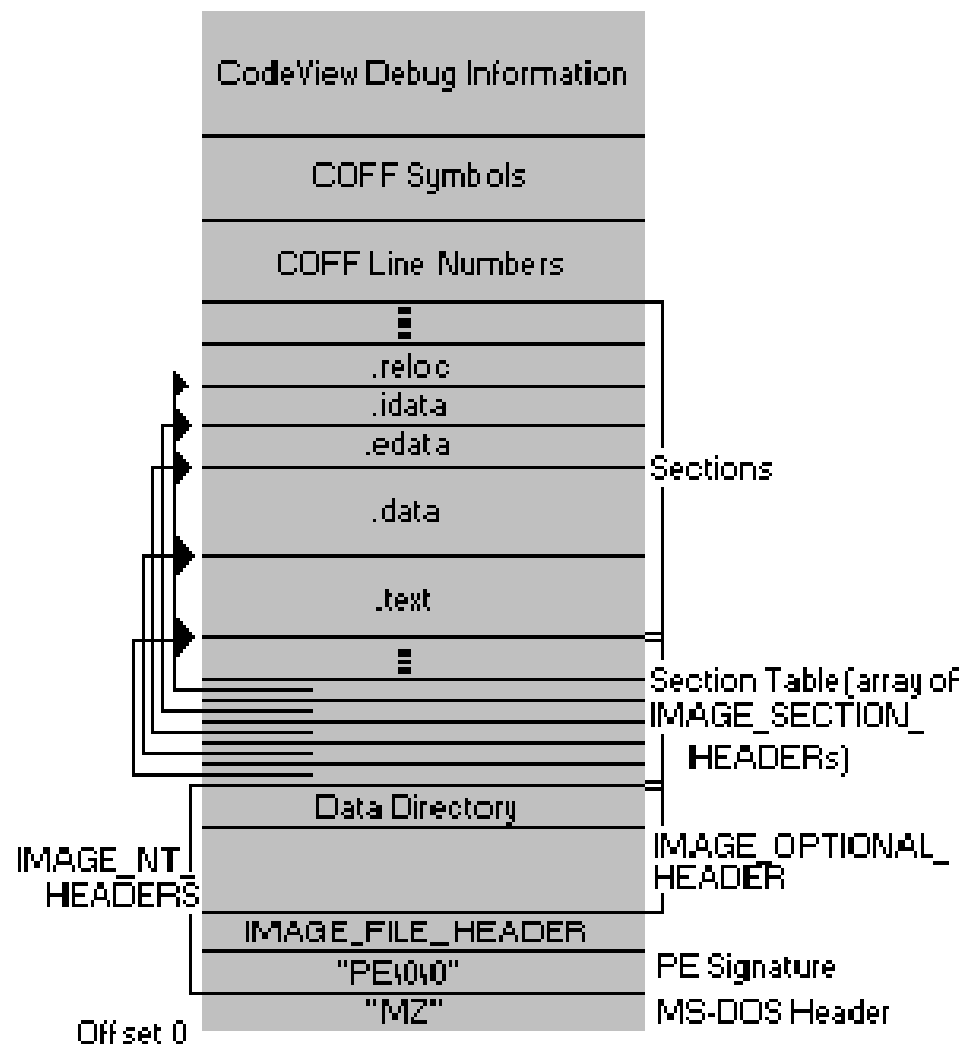 CodeView Debug Information
COFF Symbols
COFF Line Numbers
.reloc
.idata
.edata
Sections
.data
.text
Section Table (array of
IMAGE_SECTION_
HEADERs)
Data Directory
IMAGE_NT_
HEADERS
IMAGE_OPTIONAL_
HEADER
IMAGE_FILE_HEADER
"PE\0\0"
PE Signature
"MZ"
MS-DOS Header
Offset 0